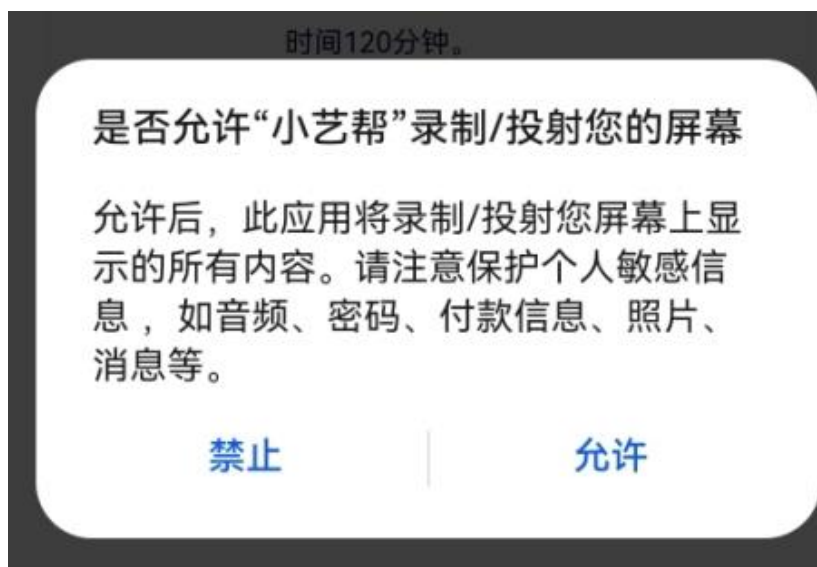 时间120分钟。
是否允许“小艺帮”录制/投射您的屏幕
允许后，此应用将录制/投射您屏幕上显
示的所有内容。请注意保护个人敏感信
息，如音频、密码、付款信息、照片、
消息等。
禁止
允许